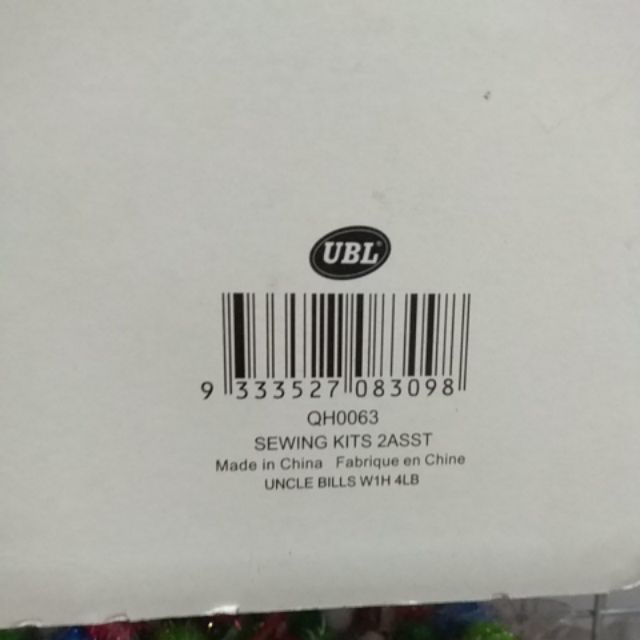 UBL
9 333527 083098
QH0063
SEWING KITS 2ASST
Made in China Fabrique en Chine
UNCLE BILLS W1H 4LB